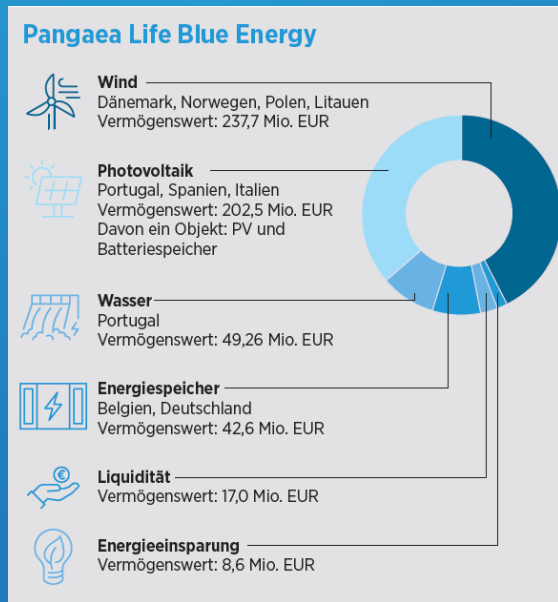 Pangaea Life Blue Energy
Wind
Dänemark, Norwegen, Polen, Litauen
Vermögenswert: 237,7 Mio. EUR
Photovoltaik
Portugal, Spanien, Italien
Vermögenswert: 202,5 Mio. EUR
Davon ein Objekt: PV und
Batteriespeicher
Wasser
Portugal
Vermögenswert: 49,26 Mio. EUR
Energiespeicher
Belgien, Deutschland
Vermögenswert: 42,6 Mio. EUR
€
Liquidität
Vermögenswert: 17,0 Mio. EUR
Energieeinsparung
Vermögenswert: 8,6 Mio. EUR